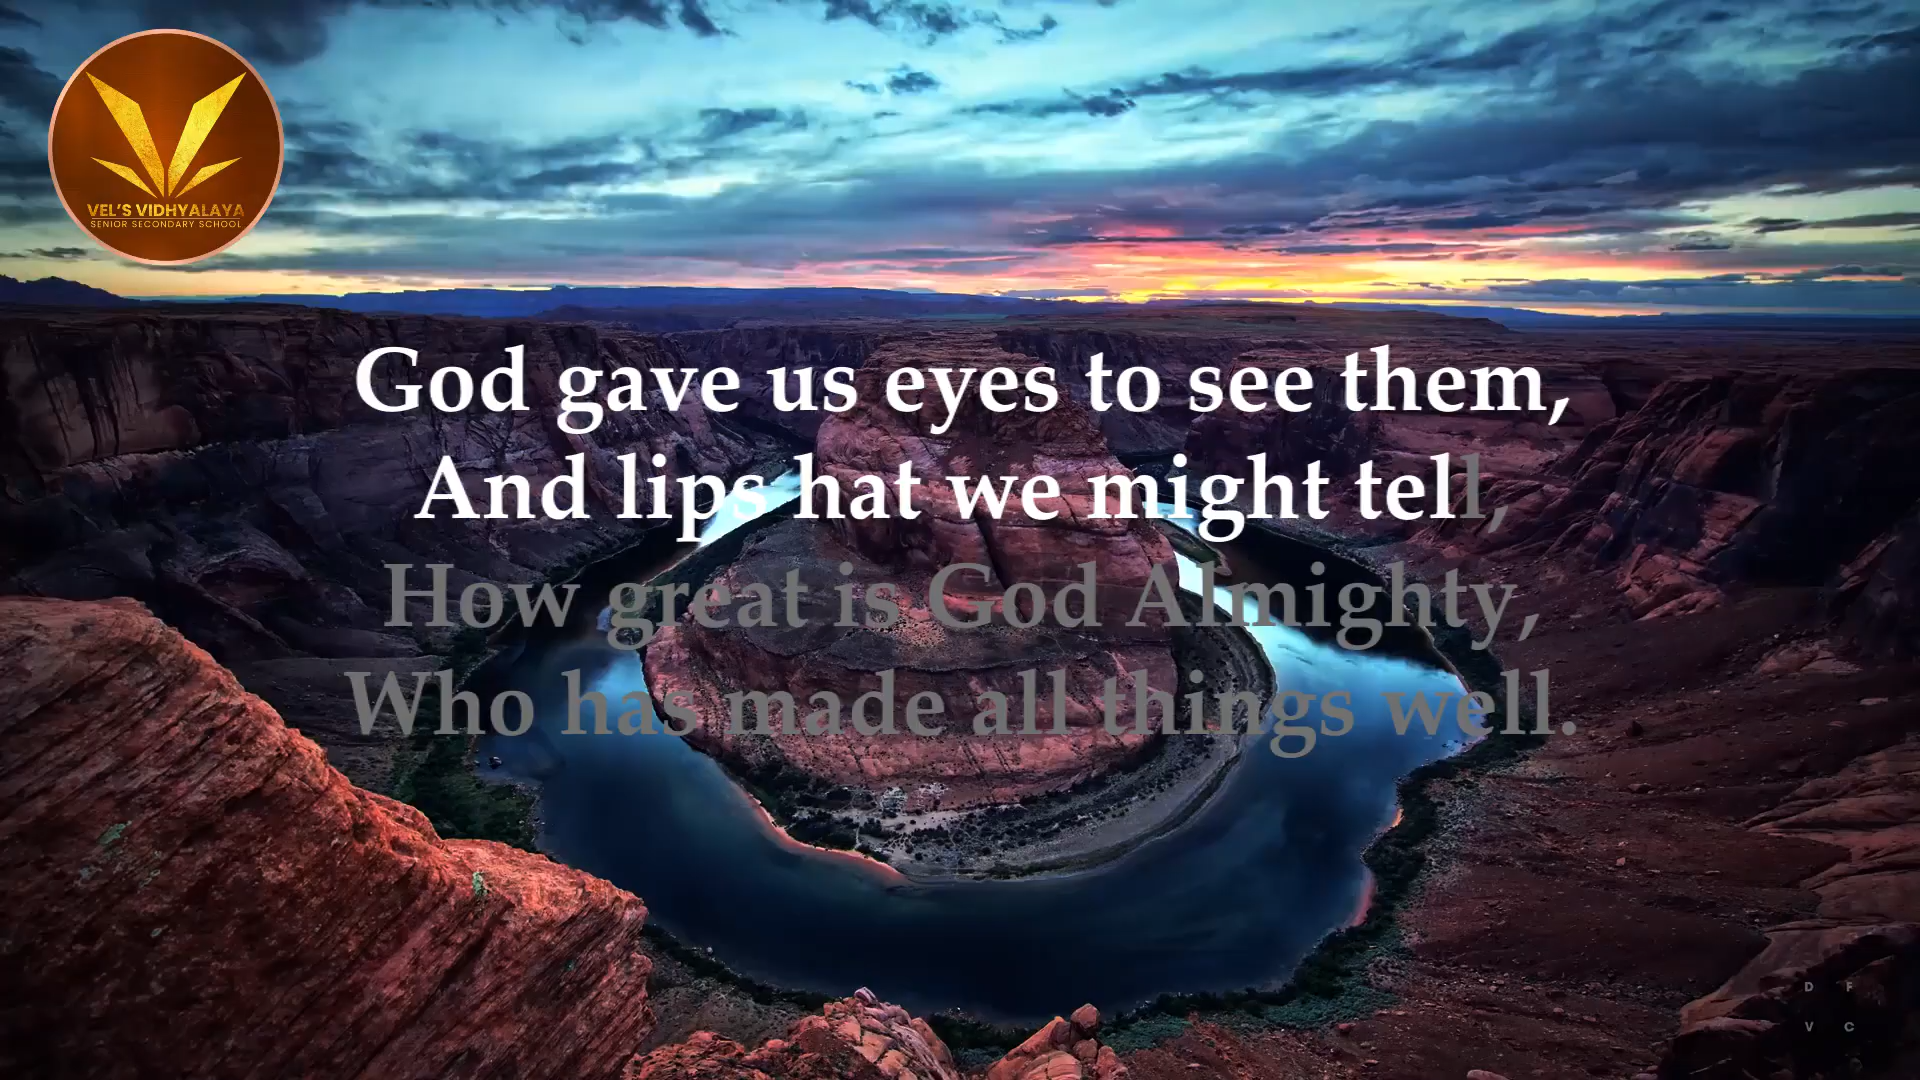 VEL'S VIDHYALAYA
SENIOR SECONDARY SCHOOL
God gave us eyes to see them,
And lips hat we might tell,
How great is God Almighty,
Who has made all things well.
D F
V C